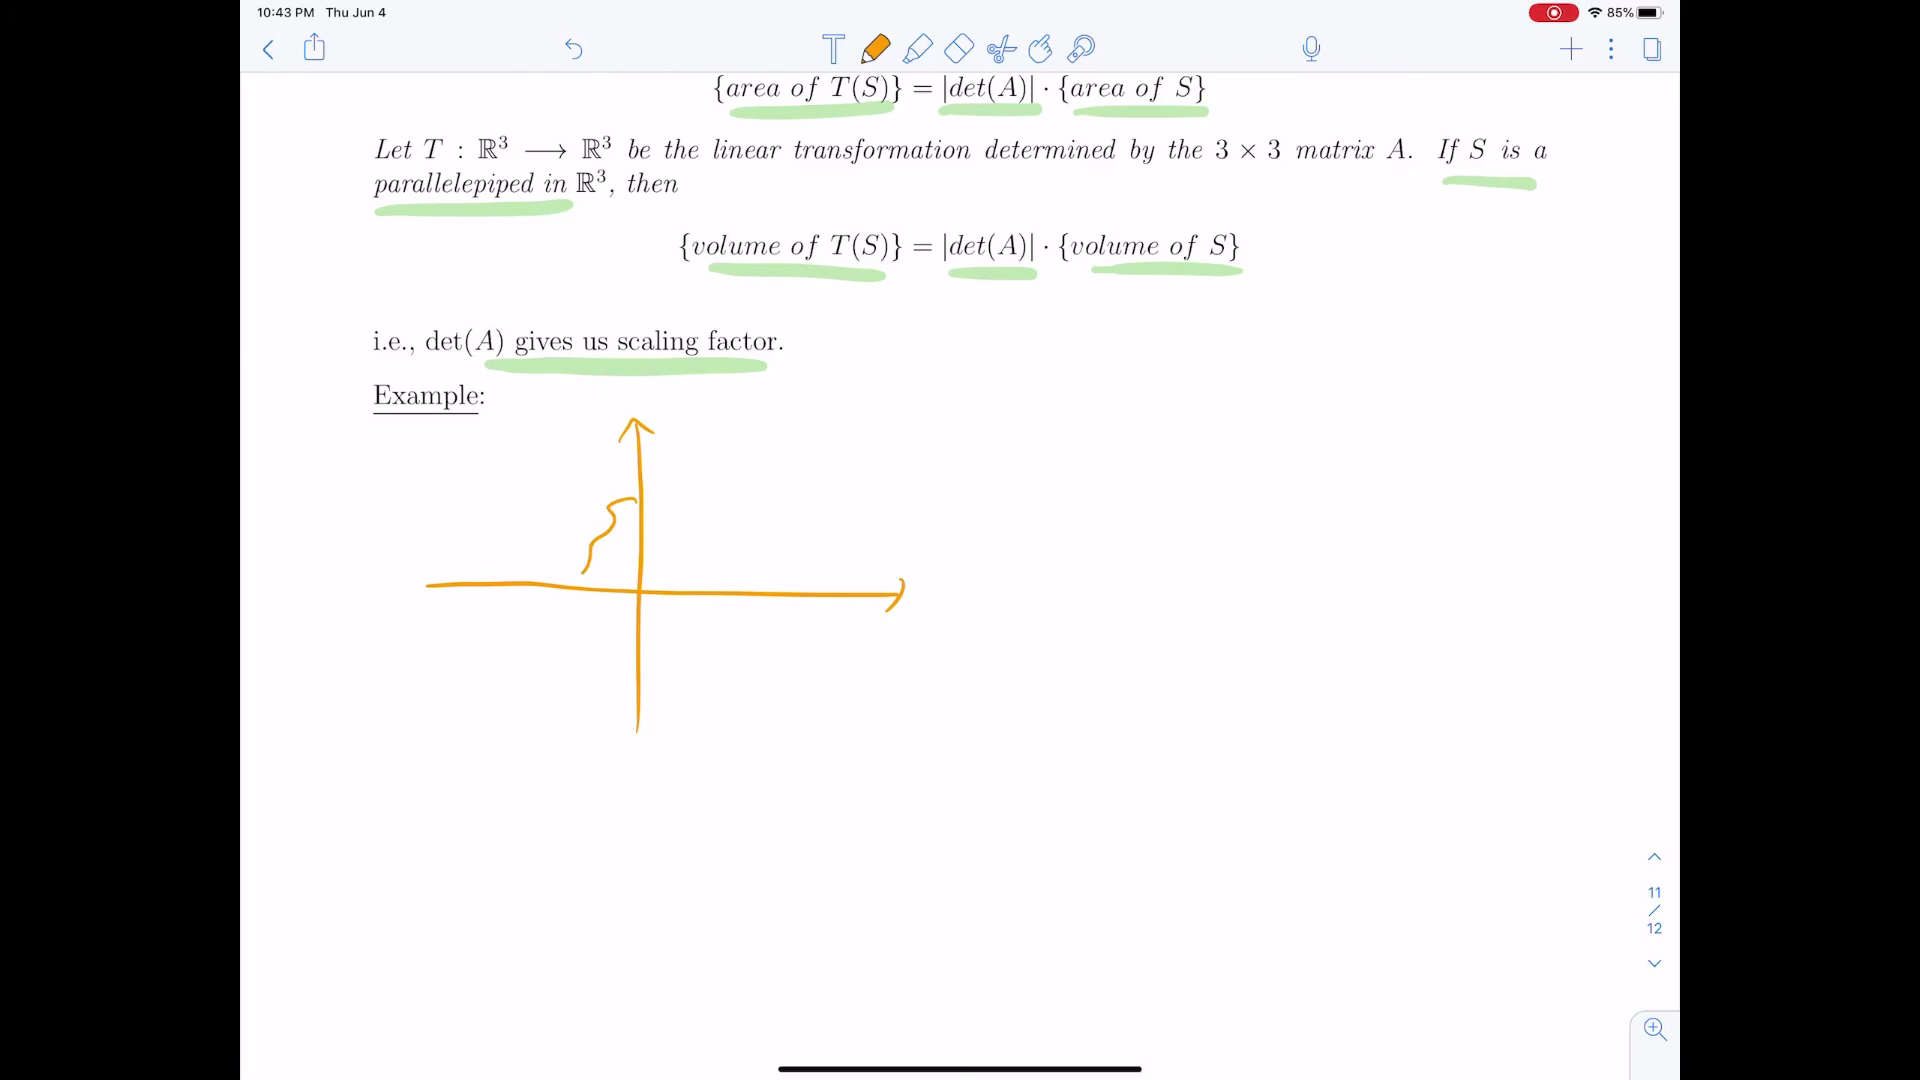 10:43 PM Thu Jun 4
85%
{area of T(S)} = |det(A)| · {area of S}
Let T : ℝ³ ⟶ ℝ³ be the linear transformation determined by the 3 × 3 matrix A. If S is a
parallelepiped in ℝ³, then
{volume of T(S)} = |det(A)| · {volume of S}
i.e., det(A) gives us scaling factor.
Example:
11
/
12